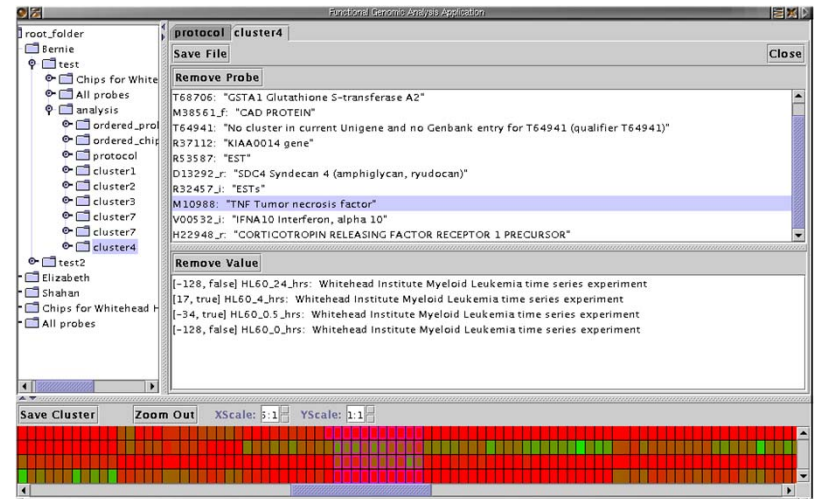 Functional Genomic Analysis Application
root_folder
Bernie
test
Chips for White
All probes
analysis
ordered_prol
ordered_chip
protocol
cluster1
cluster2
cluster3
cluster7
cluster7
cluster4
test2
Elizabeth
Shahan
Chips for Whitehead H
All probes
protocol cluster4
Save File Close
Remove Probe
T68706: "GSTA1 Glutathione S-transferase A2"
M38561_f: "CAD PROTEIN"
T64941: "No cluster in current Unigene and no Genbank entry for T64941 (qualifier T64941)"
R37112: "KIAA0014 gene"
R53587: "EST"
D13292_r: "SDC4 Syndecan 4 (amphiglycan, ryudocan)"
R32457_i: "ESTs"
M10988: "TNF Tumor necrosis factor"
V00532_i: "IFNA10 Interferon, alpha 10"
H22948_r: "CORTICOTROPIN RELEASING FACTOR RECEPTOR 1 PRECURSOR"
Remove Value
[-128, false] HL60_24_hrs: Whitehead Institute Myeloid Leukemia time series experiment
[17, true] HL60_4_hrs: Whitehead Institute Myeloid Leukemia time series experiment
[-34, true] HL60_0.5_hrs: Whitehead Institute Myeloid Leukemia time series experiment
[-128, false] HL60_0_hrs: Whitehead Institute Myeloid Leukemia time series experiment
Save Cluster Zoom Out XScale: 5:1 YScale: 1:1